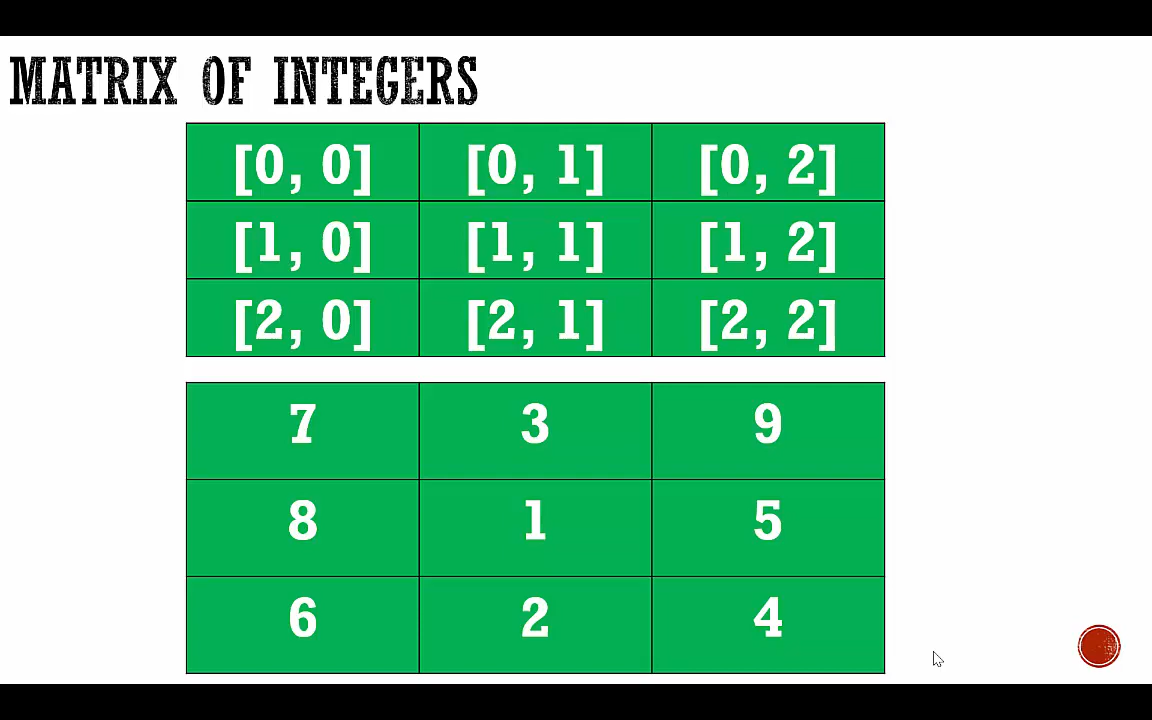 MATRIX OF INTEGERS
[0, 0] [0, 1] [0, 2]
[1, 0] [1, 1] [1, 2]
[2, 0] [2, 1] [2, 2]
7 3 9
8 1 5
6 2 4